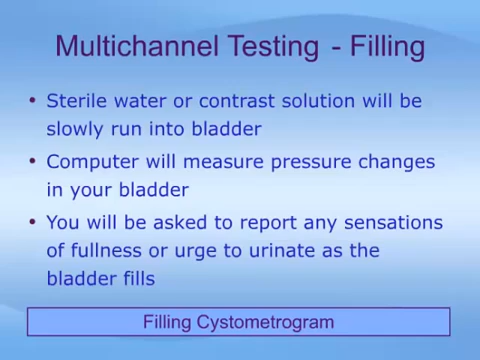 Multichannel Testing - Filling
• Sterile water or contrast solution will be
slowly run into bladder
• Computer will measure pressure changes
in your bladder
• You will be asked to report any sensations
of fullness or urge to urinate as the
bladder fills
Filling Cystometrogram